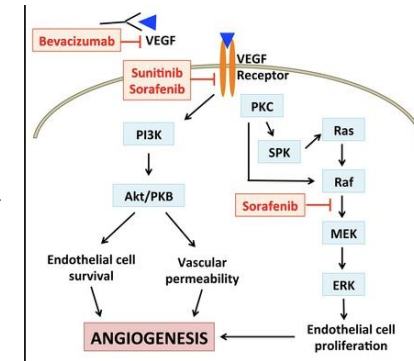 Bevacizumab
VEGF
Sunitinib
Sorafenib
VEGF
Receptor
PKC
PI3K
SPK
Ras
Akt/PKB
Raf
Sorafenib
MEK
Endothelial cell
survival
Vascular
permeability
ERK
ANGIOGENESIS
Endothelial cell
proliferation